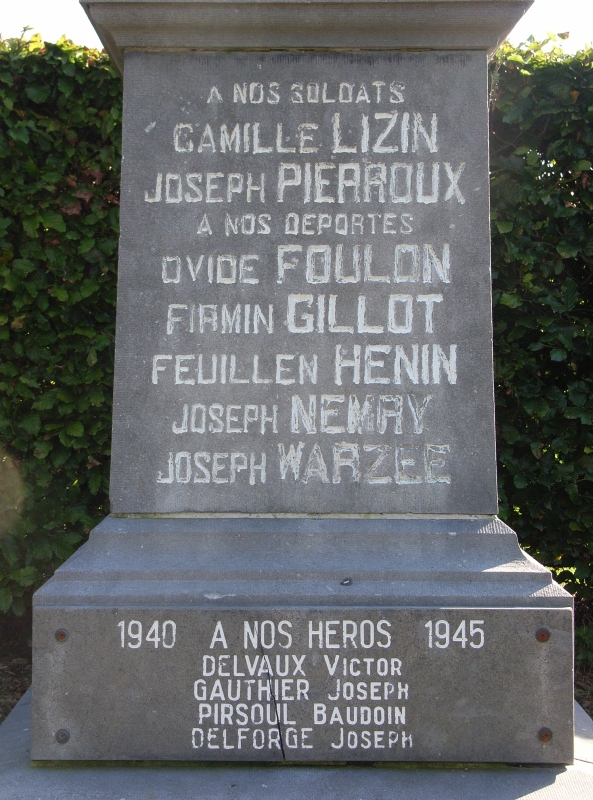 A NOS SOLDATS
CAMILLE LIZIN
JOSEPH PIERROUX
A NOS DEPORTES
OVIDE FOULON
FIRMIN GILLOT
FEUILLEN HENIN
JOSEPH NEMRY
JOSEPH WARZEE
1940 A NOS HEROS 1945
DELVAUX VICTOR
GAUTHIER JOSEPH
PIRSOUL BAUDOIN
DELFORGE JOSEPH